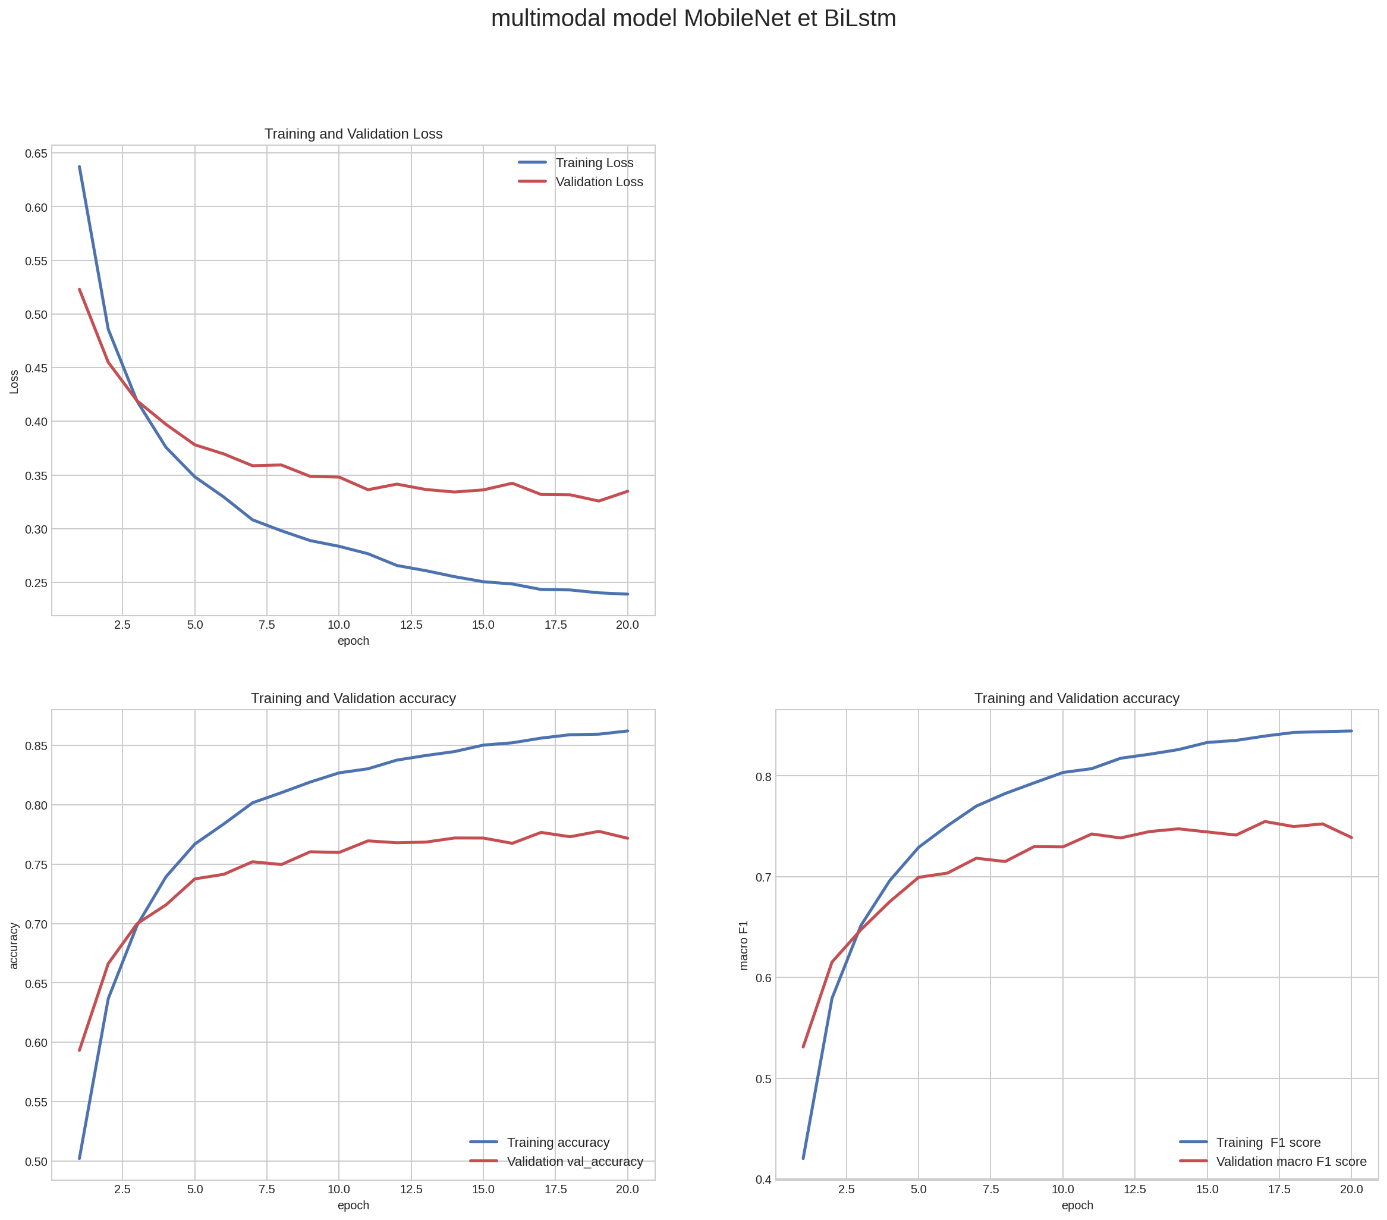 multimodal model MobileNet et BiLstm
Training and Validation Loss
Training Loss
Validation Loss
0.65
0.60
0.55
0.50
0.45
0.40
0.35
0.30
0.25
Loss
2.5 5.0 7.5 10.0 12.5 15.0 17.5 20.0
epoch
Training and Validation accuracy
0.85
0.80
0.75
0.70
0.65
0.60
0.55
0.50
accuracy
Training accuracy
Validation val_accuracy
2.5 5.0 7.5 10.0 12.5 15.0 17.5 20.0
epoch
Training and Validation accuracy
0.8
0.7
0.6
0.5
0.4
macro F1
Training  F1 score
Validation macro F1 score
2.5 5.0 7.5 10.0 12.5 15.0 17.5 20.0
epoch